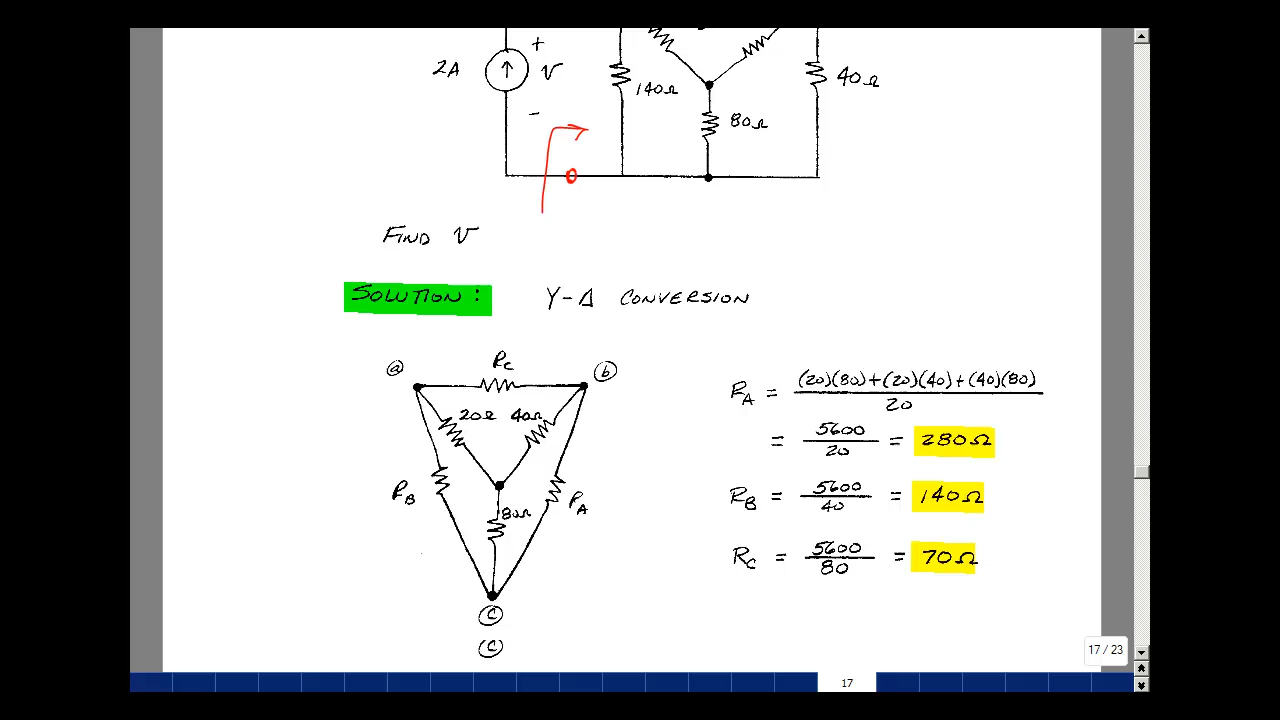 +
2A
V
140Ω
40Ω
-
80Ω
FIND V
SOLUTION: Y-Δ CONVERSION
a
RC
b
20Ω 40Ω
RB
RA
80Ω
C
(C)
RA = (20)(80)+(20)(40)+(40)(80)
20
= 5600 = 280Ω
20
RB = 5600 = 140Ω
40
RC = 5600 = 70Ω
80
17 / 23
17